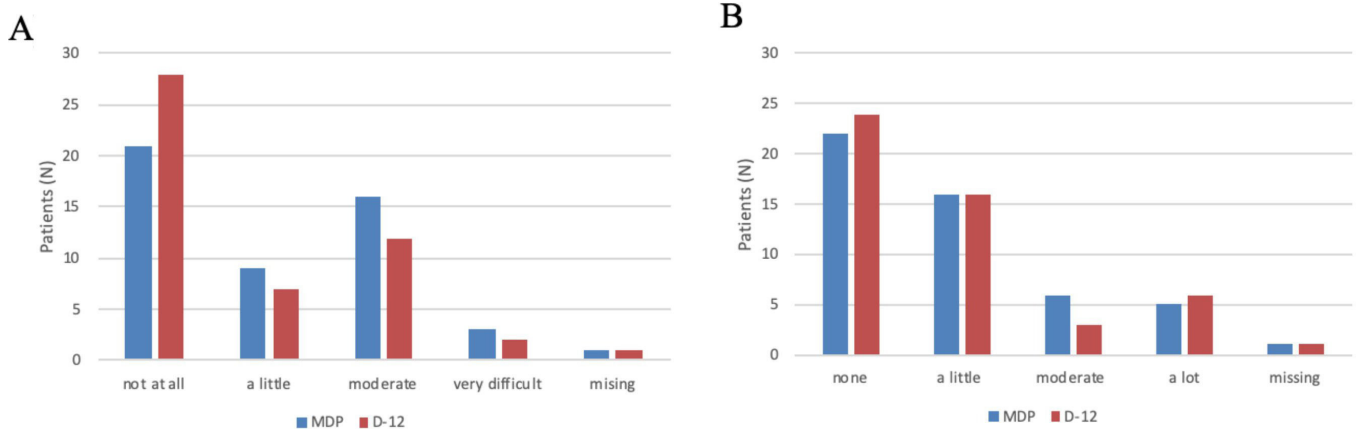 A
Patients (N)
30
25
20
15
10
5
0
not at all a little moderate very difficult mising
MDP D-12
B
Patients (N)
30
25
20
15
10
5
0
none a little moderate a lot missing
MDP D-12